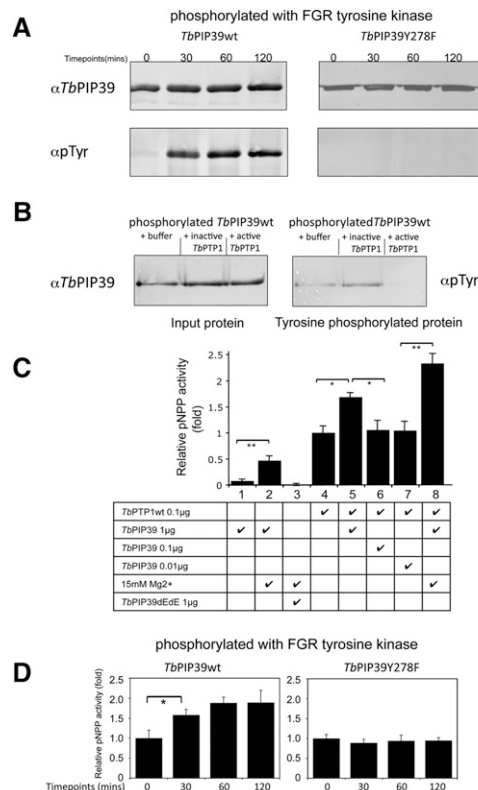 A
phosphorylated with FGR tyrosine kinase
TbPIP39wt
TbPIP39Y278F
Timepoints(mins) 0 30 60 120
0 30 60 120
αTbPIP39
αpTyr
B
phosphorylated TbPIP39wt
phosphorylatedTbPIP39wt
+ buffer + inactive TbPTP1 + active TbPTP1
+ buffer + inactive TbPTP1 + active TbPTP1
αTbPIP39
αpTyr
Input protein
Tyrosine phosphorylated protein
C
Relative pNPP activity (fold)
2.5
2
1.5
1
0.5
0
** * * **
1 2 3 4 5 6 7 8
TbPTP1wt 0.1µg ✔ ✔ ✔ ✔ ✔
TbPIP39 1µg ✔ ✔ ✔ ✔
TbPIP39 0.1µg ✔
TbPIP39 0.01µg ✔
15mM Mg2+ ✔ ✔ ✔
TbPIP39dEdE 1µg ✔
D
phosphorylated with FGR tyrosine kinase
TbPIP39wt
TbPIP39Y278F
Relative pNPP activity (fold)
2.5
2.0
1.5
1.0
0.5
0
*
2.5
2.0
1.5
1.0
0.5
0
Timepoints (mins) 0 30 60 120
0 30 60 120